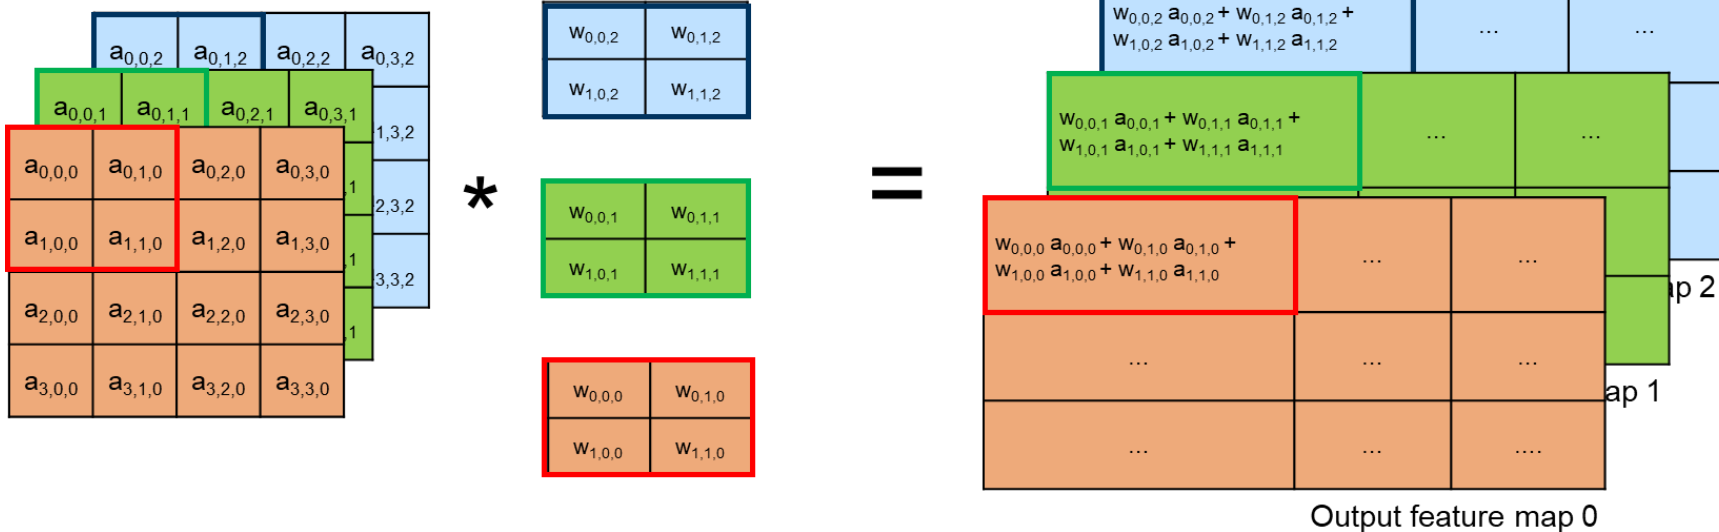 a0,0,2 a0,1,2 a0,2,2 a0,3,2
1,3,2
2,3,2
3,3,2
a0,0,1 a0,1,1 a0,2,1 a0,3,1
,1
,1
,1
a0,0,0 a0,1,0 a0,2,0 a0,3,0
a1,0,0 a1,1,0 a1,2,0 a1,3,0
a2,0,0 a2,1,0 a2,2,0 a2,3,0
a3,0,0 a3,1,0 a3,2,0 a3,3,0
*
w0,0,2 w0,1,2
w1,0,2 w1,1,2
w0,0,1 w0,1,1
w1,0,1 w1,1,1
w0,0,0 w0,1,0
w1,0,0 w1,1,0
=
w0,0,2 a0,0,2 + w0,1,2 a0,1,2 +
w1,0,2 a1,0,2 + w1,1,2 a1,1,2
... ...
w0,0,1 a0,0,1 + w0,1,1 a0,1,1 +
w1,0,1 a1,0,1 + w1,1,1 a1,1,1
... ...
w0,0,0 a0,0,0 + w0,1,0 a0,1,0 +
w1,0,0 a1,0,0 + w1,1,0 a1,1,0
... ...
... ... ...
... ... ....
ap 2
ap 1
Output feature map 0